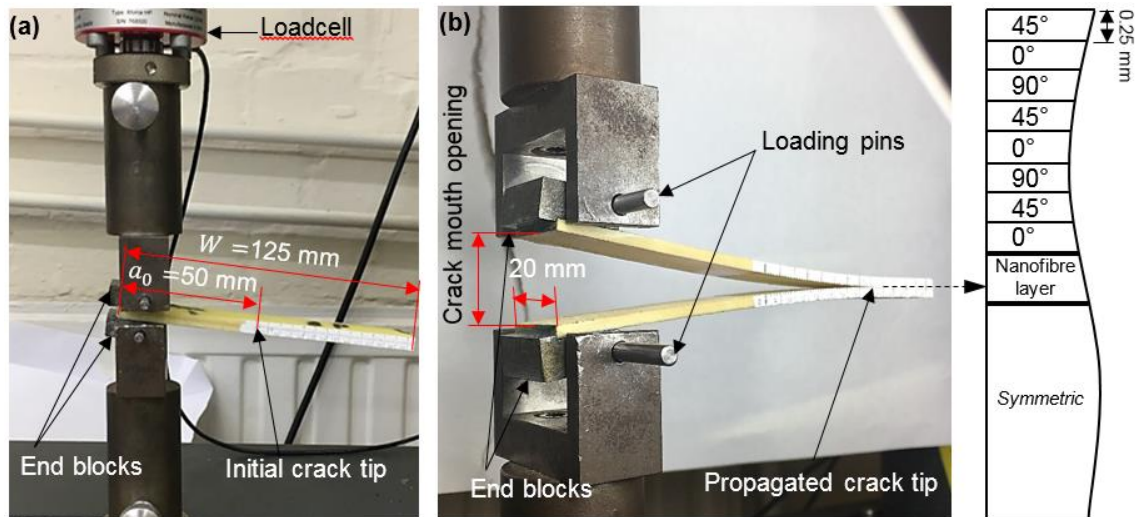 (a)
Loadcell
W =125 mm
a₀ =50 mm
End blocks
Initial crack tip
(b)
Loading pins
Crack mouth opening
20 mm
End blocks
Propagated crack tip
0.25 mm
45°
0°
90°
45°
0°
90°
45°
0°
Nanofibre
layer
Symmetric